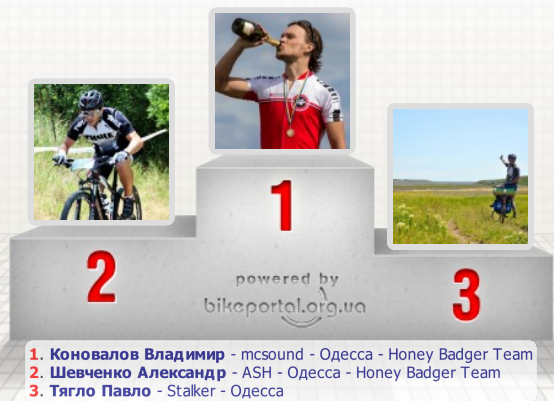 1
2
3
powered by
bikeportal.org.ua
1. Коновалов Владимир - mcsound - Одесса - Honey Badger Team
2. Шевченко Александр - ASH - Одесса - Honey Badger Team
3. Тягло Павло - Stalker - Одесса